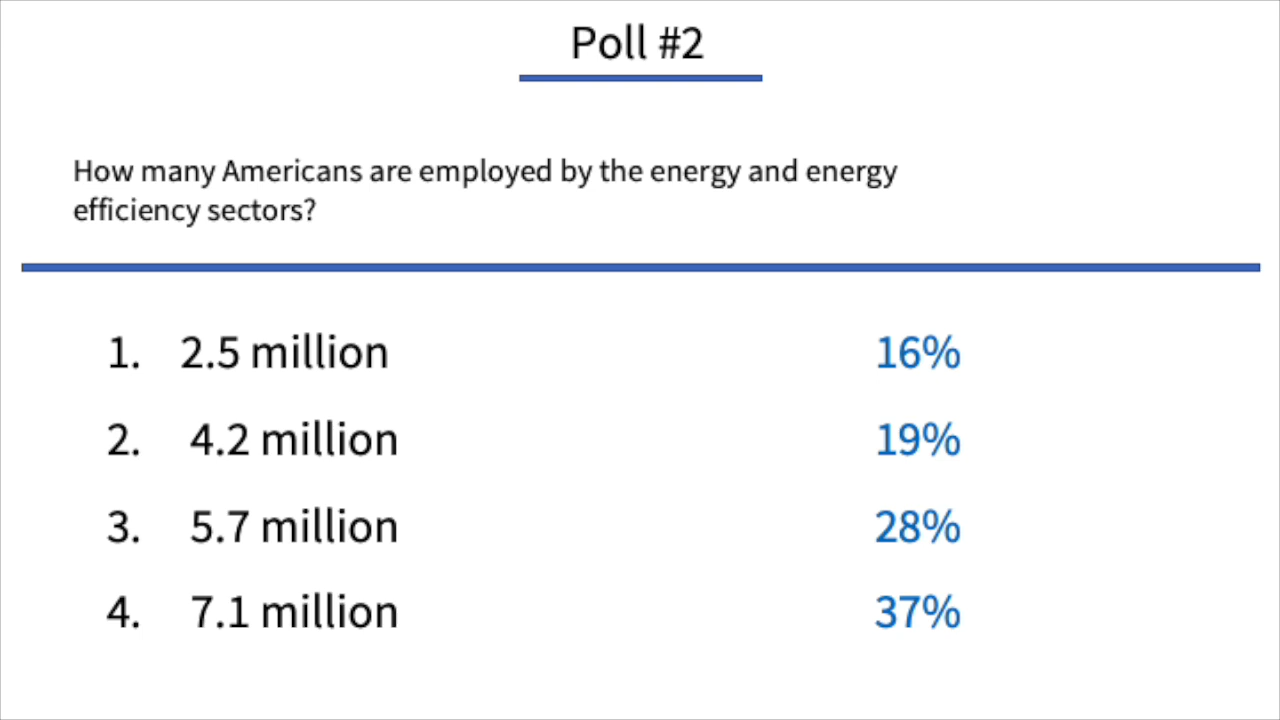 Poll #2
How many Americans are employed by the energy and energy
efficiency sectors?
1. 2.5 million 16%
2. 4.2 million 19%
3. 5.7 million 28%
4. 7.1 million 37%